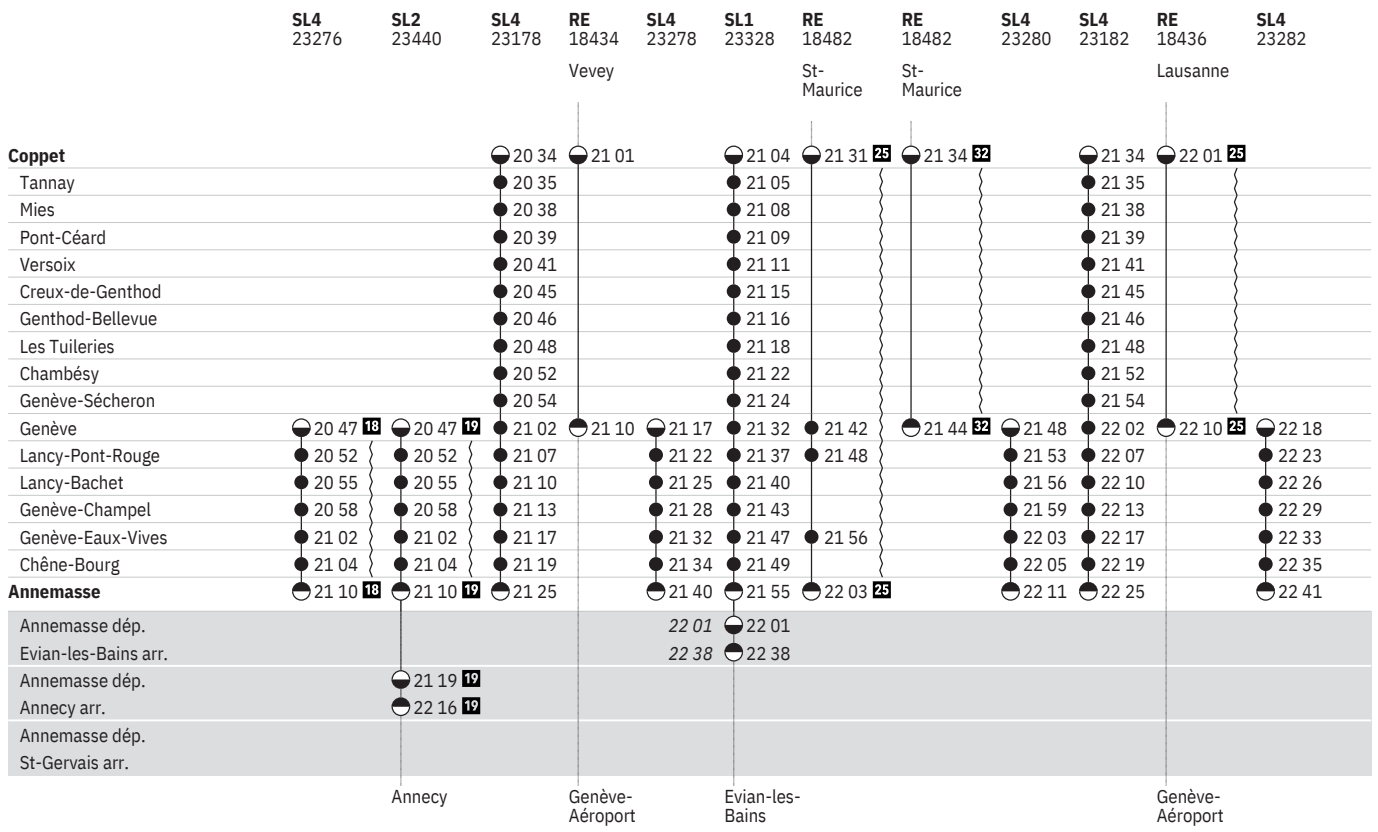 SL4 SL2 SL4 RE SL4 SL1 RE RE SL4 SL4 RE SL4
23276 23440 23178 18434 23278 23328 18482 18482 23280 23182 18436 23282
Vevey St- St- Lausanne
Maurice Maurice
Coppet 20 34 21 01 21 04 21 31 25 21 34 32 21 34 22 01 25
Tannay 20 35 21 05 21 35
Mies 20 38 21 08 21 38
Pont-Céard 20 39 21 09 21 39
Versoix 20 41 21 11 21 41
Creux-de-Genthod 20 45 21 15 21 45
Genthod-Bellevue 20 46 21 16 21 46
Les Tuileries 20 48 21 18 21 48
Chambésy 20 52 21 22 21 52
Genève-Sécheron 20 54 21 24 21 54
Genève 20 47 18 20 47 19 21 02 21 10 21 17 21 32 21 42 21 44 32 21 48 22 02 22 10 25 22 18
Lancy-Pont-Rouge 20 52 20 52 21 07 21 22 21 37 21 48 21 53 22 07 22 23
Lancy-Bachet 20 55 20 55 21 10 21 25 21 40 21 56 22 10 22 26
Genève-Champel 20 58 20 58 21 13 21 28 21 43 21 59 22 13 22 29
Genève-Eaux-Vives 21 02 21 02 21 17 21 32 21 47 21 56 22 03 22 17 22 33
Chêne-Bourg 21 04 21 04 21 19 21 34 21 49 22 05 22 19 22 35
Annemasse 21 10 18 21 10 19 21 25 21 40 21 55 22 03 25 22 11 22 25 22 41
Annemasse dép. 22 01 22 01
Evian-les-Bains arr. 22 38 22 38
Annemasse dép. 21 19 19
Annecy arr. 22 16 19
Annemasse dép.
St-Gervais arr.
Annecy Genève- Evian-les- Genève-
Aéroport Bains Aéroport